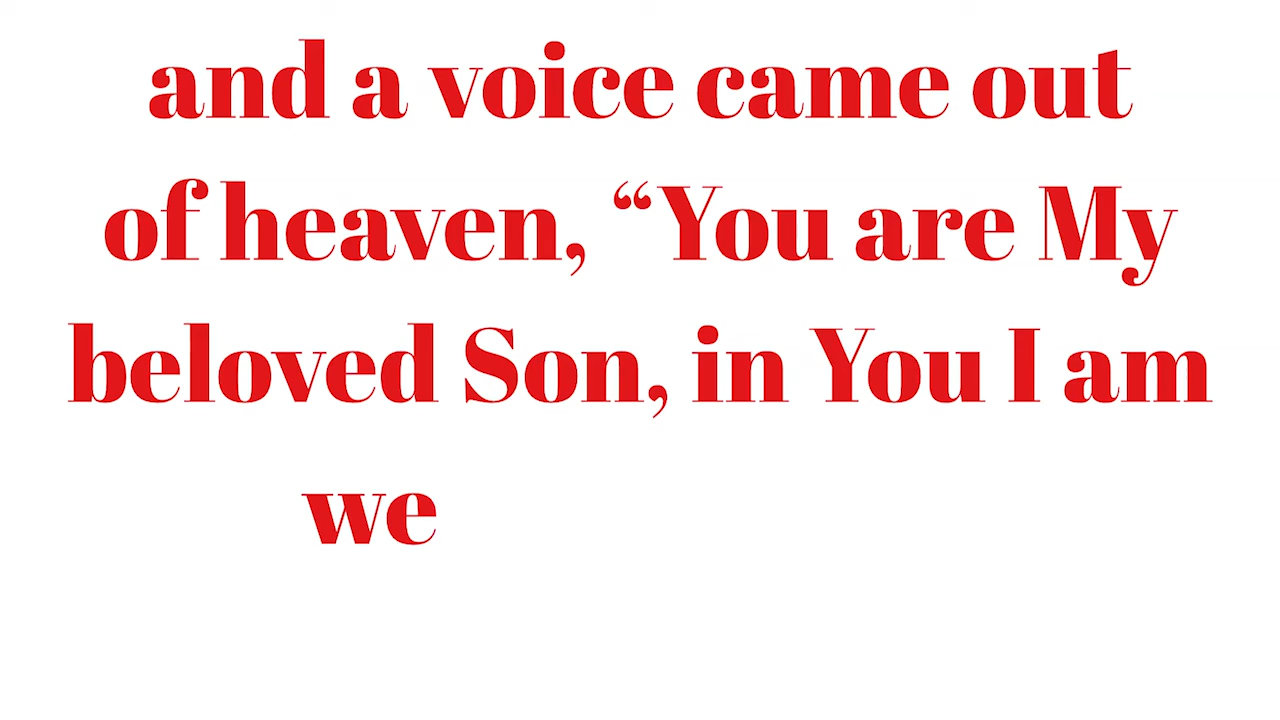 and a voice came out
of heaven, “You are My
beloved Son, in You I am
we